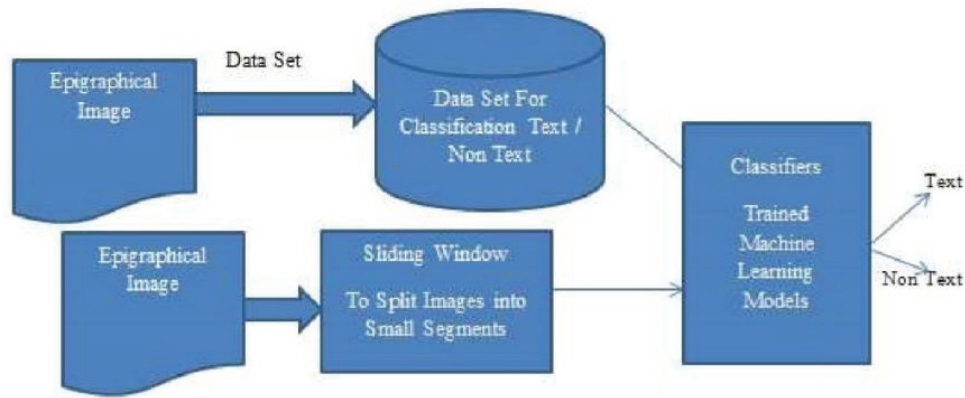 Epigraphical
Image
Data Set
Data Set For
Classification Text /
Non Text
Epigraphical
Image
Sliding Window
To Split Images into
Small Segments
Classifiers
Trained
Machine
Learning
Models
Text
Non Text